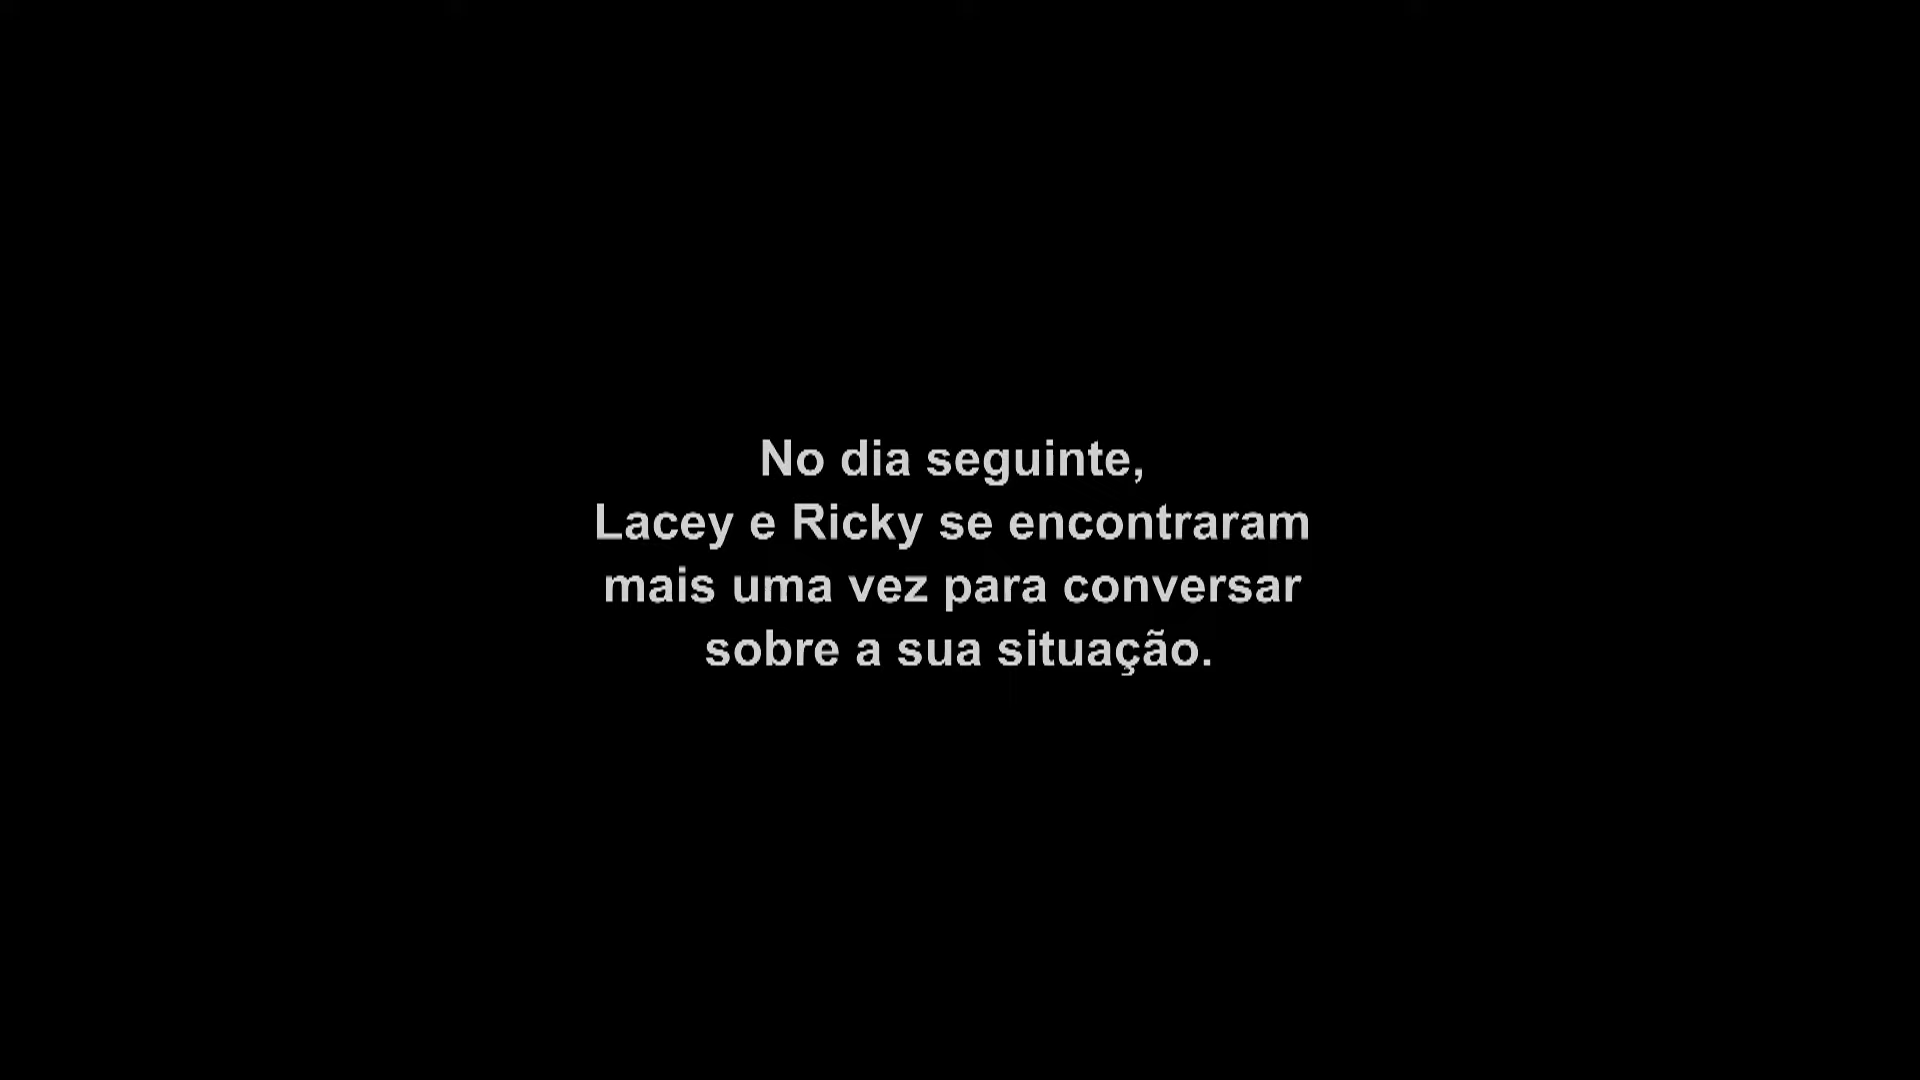 No dia seguinte,
Lacey e Ricky se encontraram
mais uma vez para conversar
sobre a sua situação.